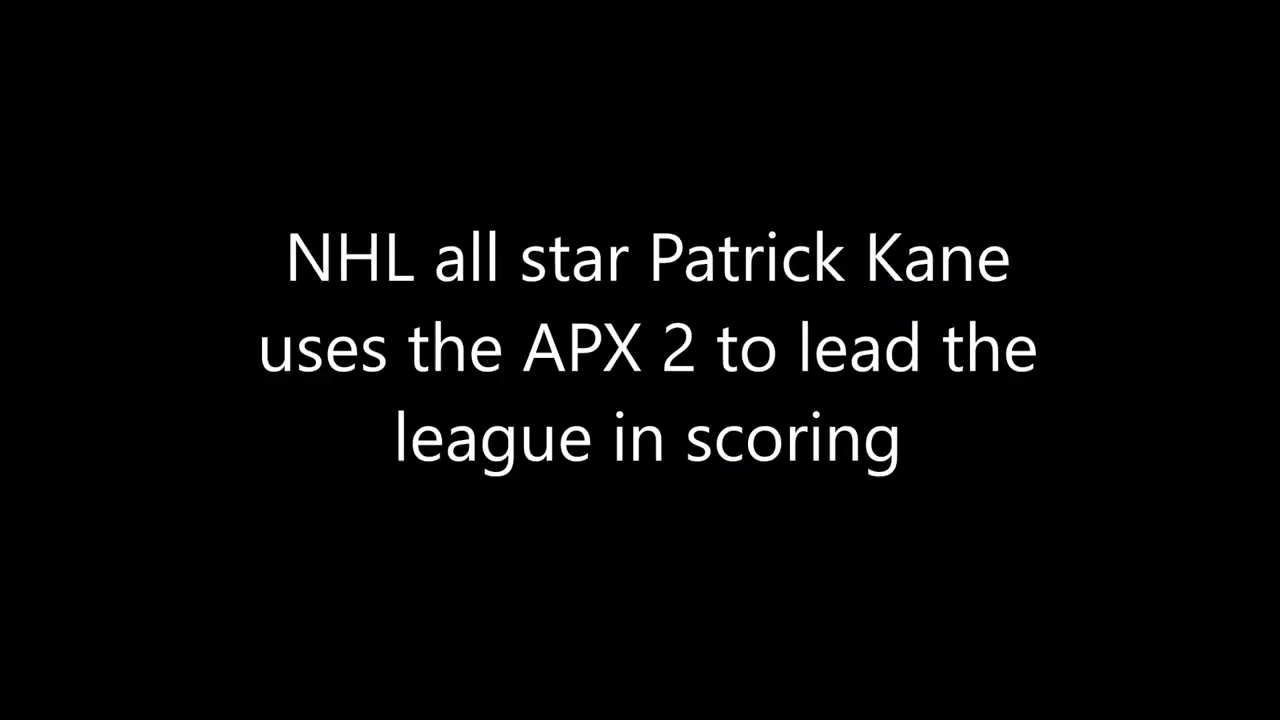 NHL all star Patrick Kane
uses the APX 2 to lead the
league in scoring